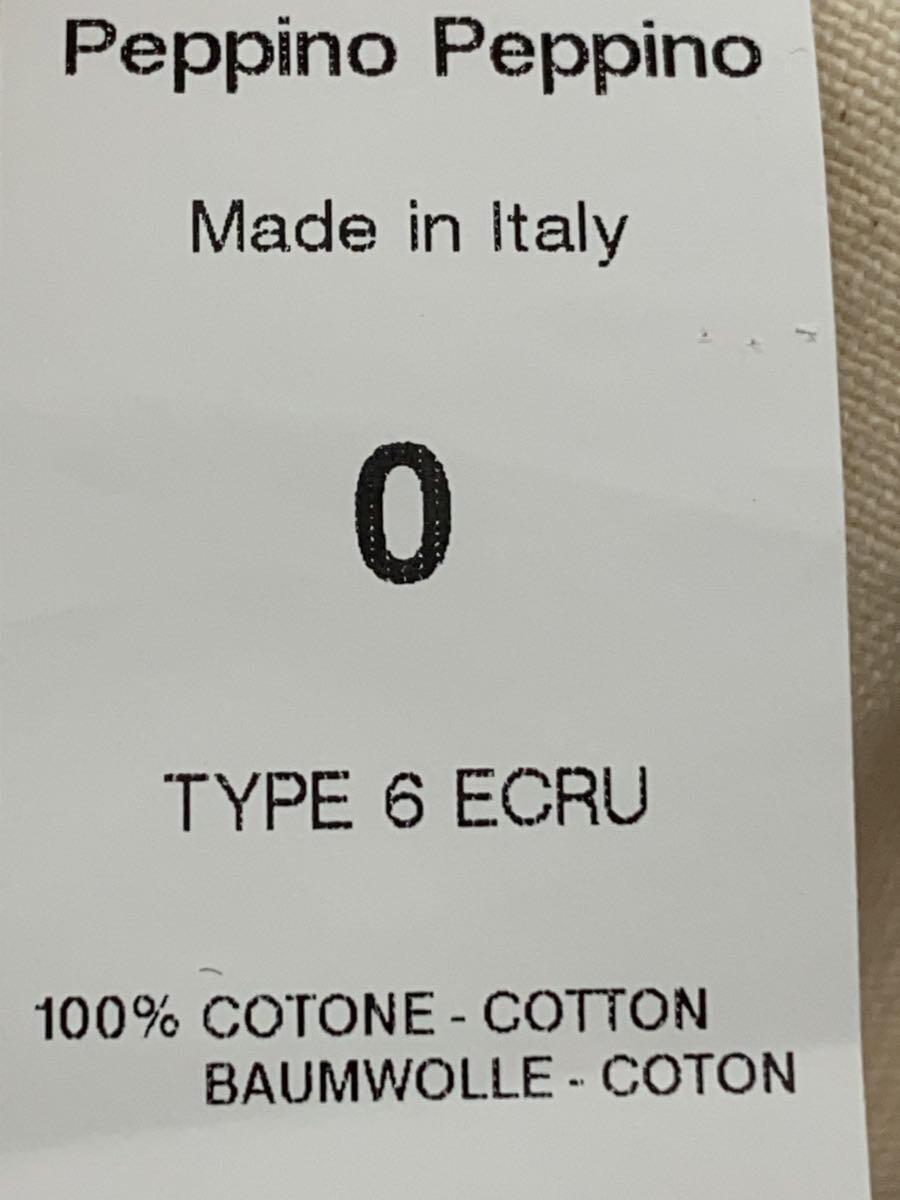 Peppino Peppino
Made in Italy
0
TYPE 6 ECRU
100% COTONE - COTTON
BAUMWOLLE - COTON